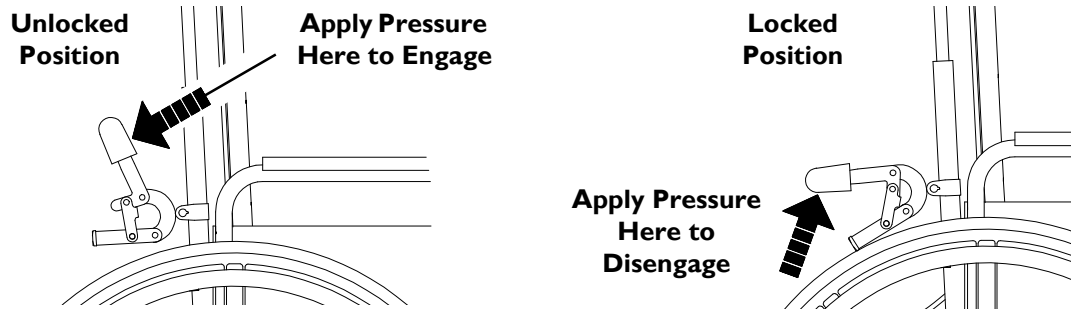 Unlocked
Position
Apply Pressure
Here to Engage
Locked
Position
Apply Pressure
Here to
Disengage